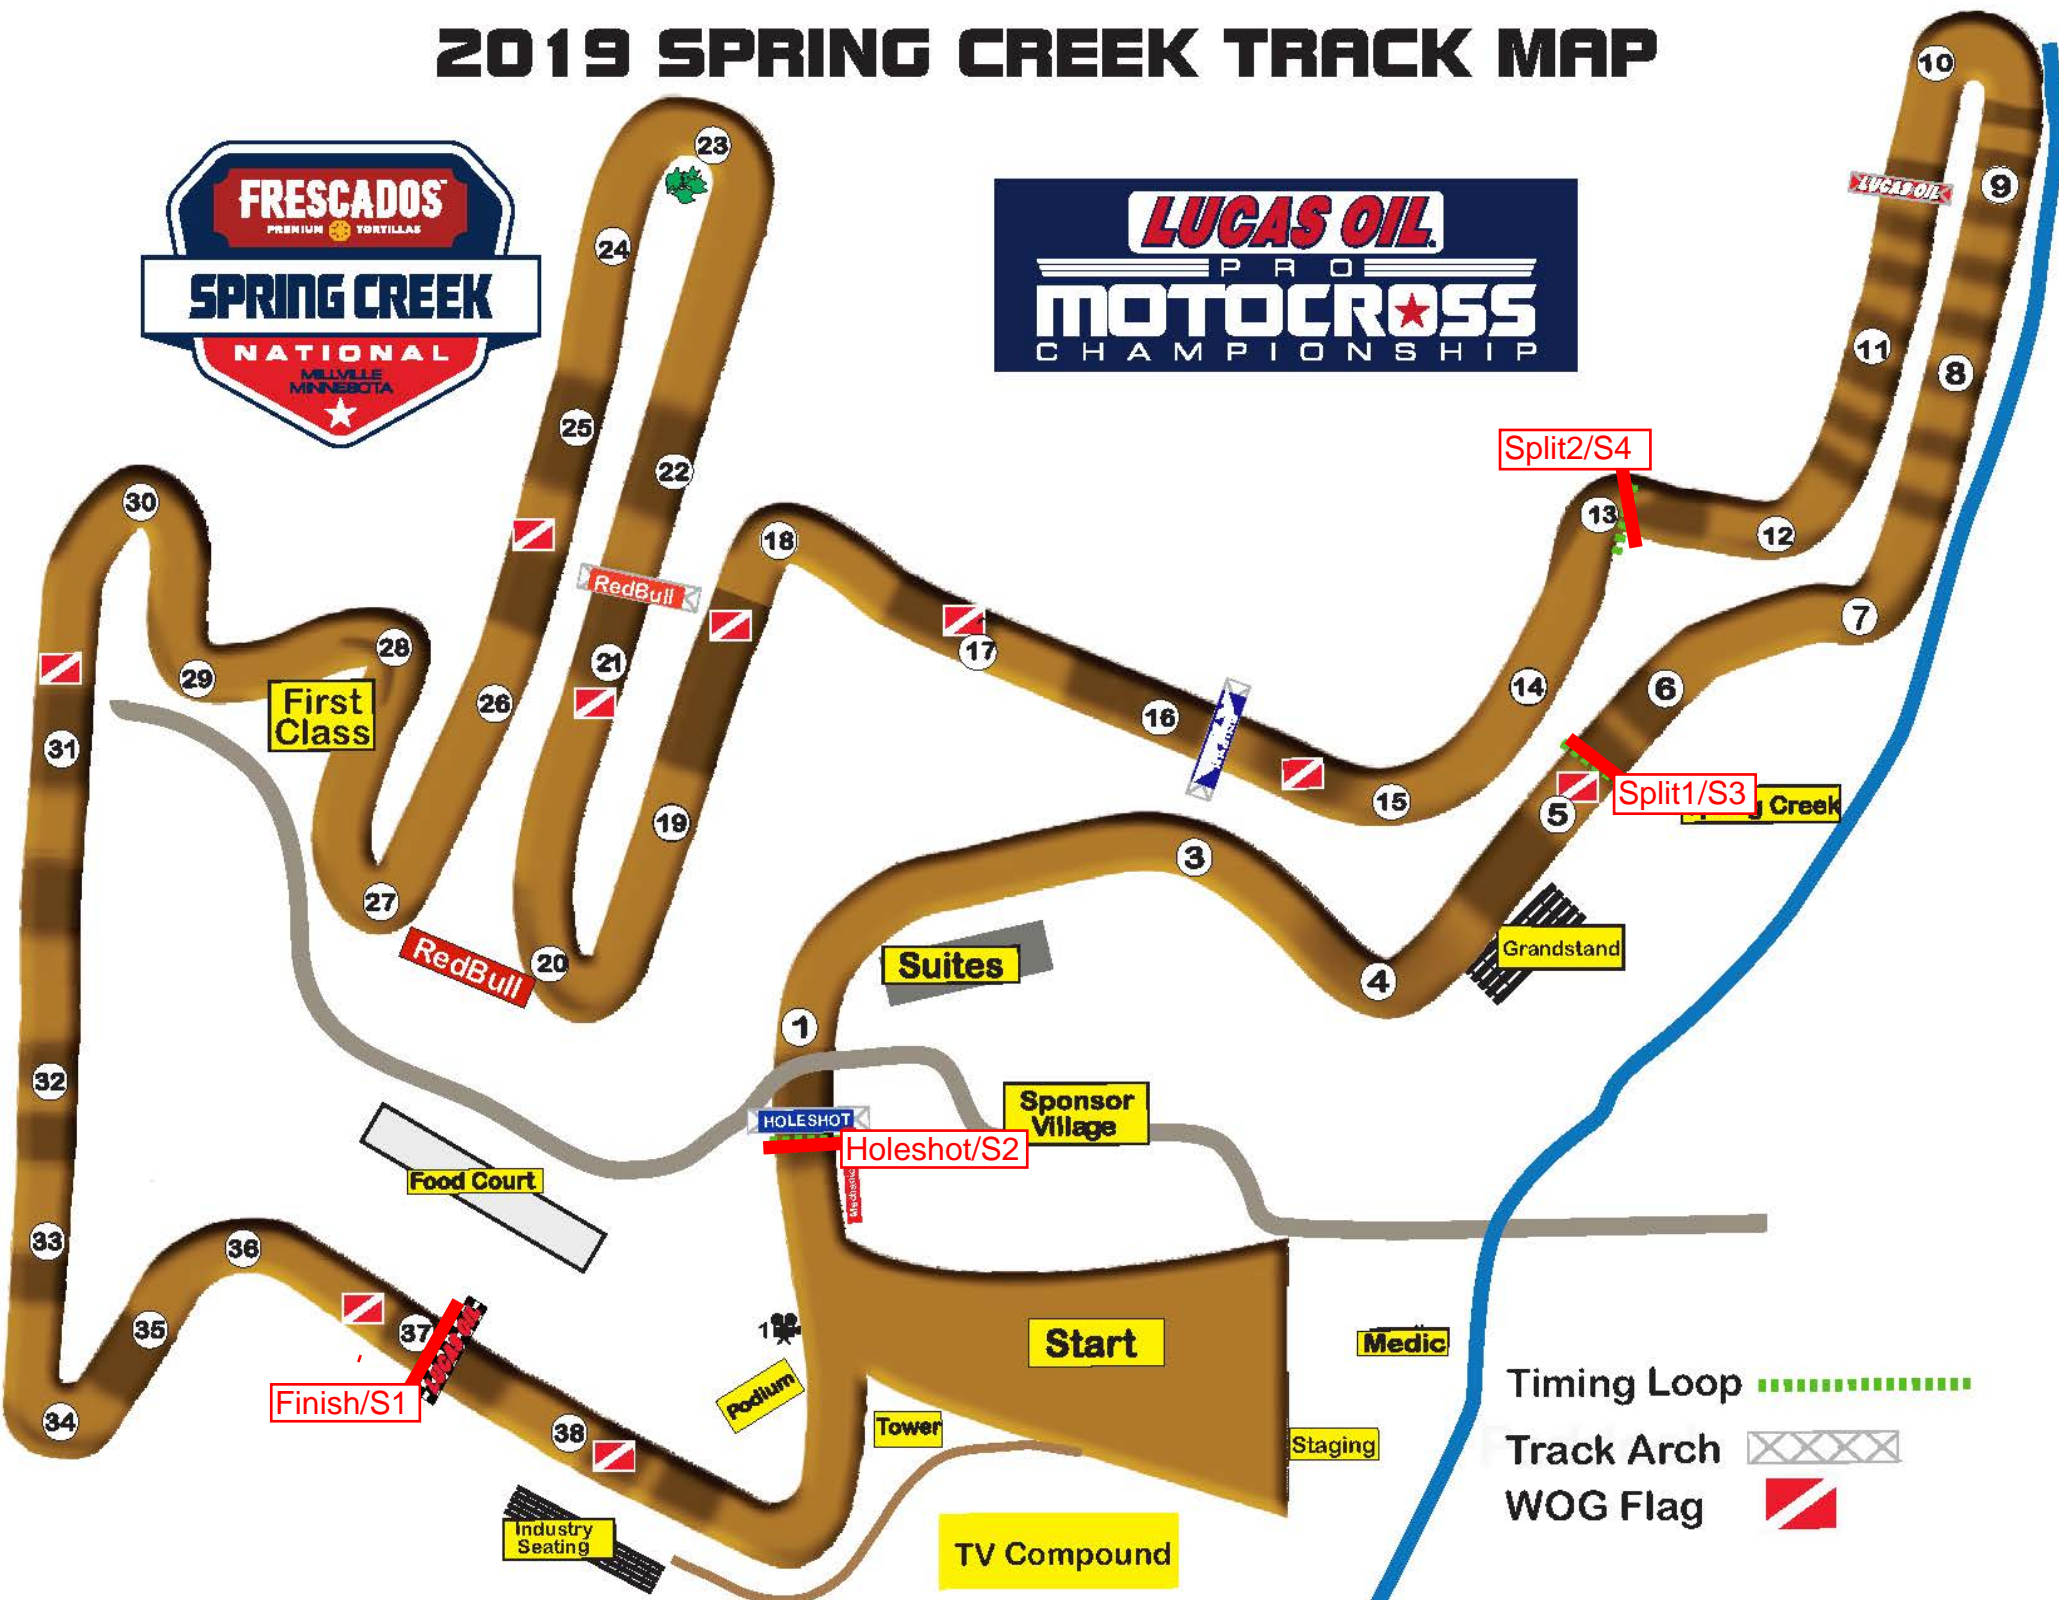 2019 SPRING CREEK TRACK MAP
FRESCADOS
PREMIUM TORTILLAS
SPRING CREEK
NATIONAL
MILLVILLE
MINNESOTA
LUCAS OIL
PRO
MOTOCROSS
CHAMPIONSHIP
10
9
LUCAS OIL
11
8
Split2/S4
13
12
7
23
24
25
22
30
18
RedBull
17
28
21
29
First
Class
26
16
14
6
31
15
5
Split1/S3
g Creek
19
3
27
RedBull
20
Suites
4
Grandstand
1
32
HOLESHOT
Sponsor
Village
Holeshot/S2
Food Court
33
36
35
37
LUCAS OIL
1
Start
Medic
Finish/S1
Podium
34
38
Tower
Staging
Industry
Seating
TV Compound
Timing Loop
Track Arch
WOG Flag